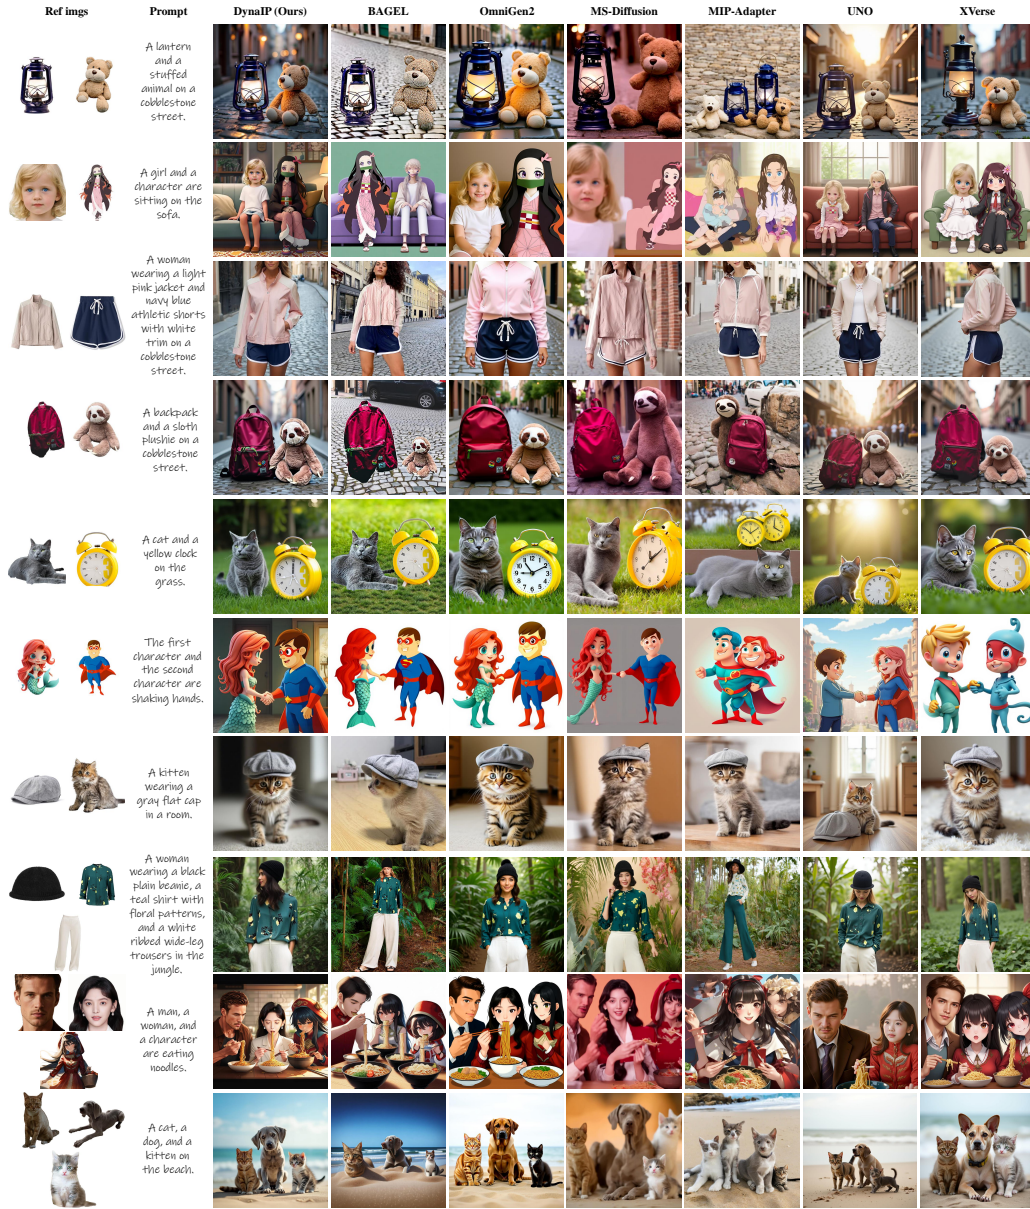 Ref imgs Prompt DynaIP (Ours) BAGEL OmniGen2 MS-Diffusion MIP-Adapter UNO XVerse
A lantern
and a
stuffed
animal on a
cobblestone
street.
A girl and a
character are
sitting on the
sofa.
A woman
wearing a light
pink jacket and
navy blue
athletic shorts
with white
trim on a
cobblestone
street.
A backpack
and a sloth
plushie on a
cobblestone
street.
A cat and a
yellow clock
on the
grass.
The first
character and
the second
character are
shaking hands.
A kitten
wearing a
gray flat cap
in a room.
A woman
wearing a black
plain beanie, a
teal shirt with
floral patterns,
and a white
ribbed wide-leg
trousers in the
jungle.
A man, a
woman, and
a character
are eating
noodles.
A cat, a
dog, and a
kitten on
the beach.